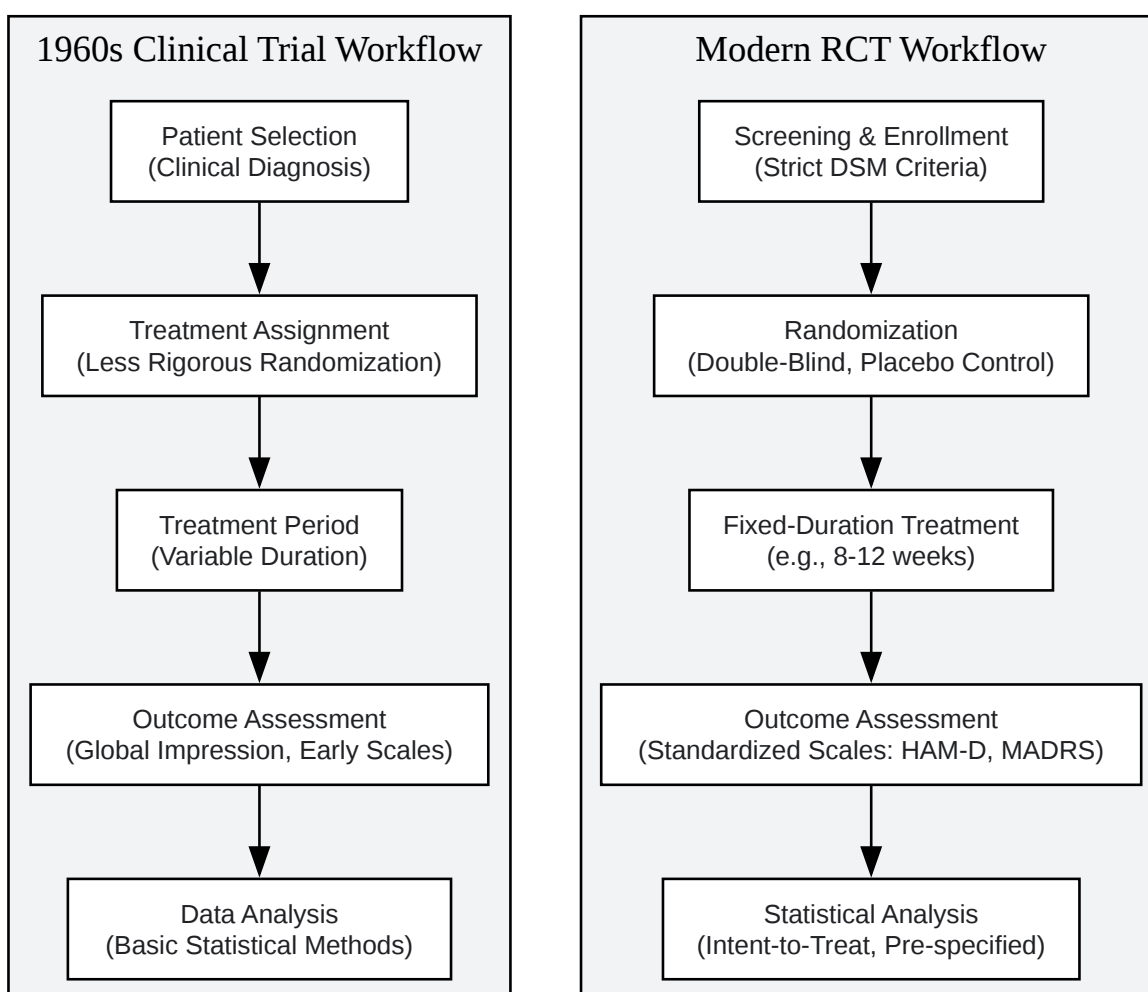 1960s Clinical Trial Workflow
Patient Selection
(Clinical Diagnosis)
Treatment Assignment
(Less Rigorous Randomization)
Treatment Period
(Variable Duration)
Outcome Assessment
(Global Impression, Early Scales)
Data Analysis
(Basic Statistical Methods)
Modern RCT Workflow
Screening & Enrollment
(Strict DSM Criteria)
Randomization
(Double-Blind, Placebo Control)
Fixed-Duration Treatment
(e.g., 8-12 weeks)
Outcome Assessment
(Standardized Scales: HAM-D, MADRS)
Statistical Analysis
(Intent-to-Treat, Pre-specified)